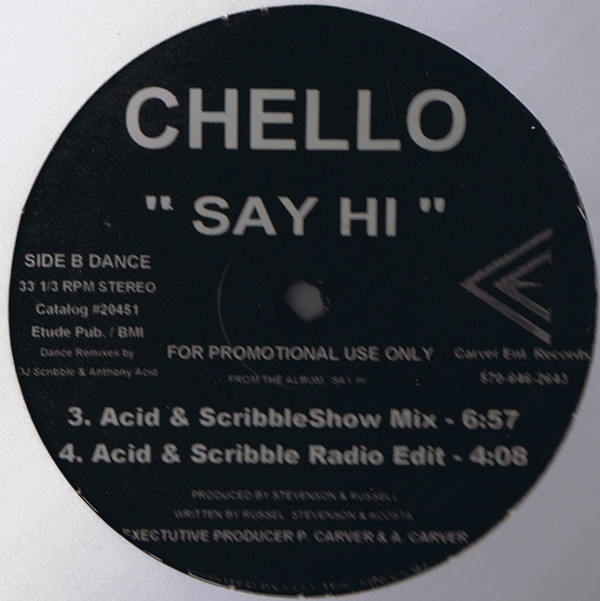 CHELLO
" SAY HI "
SIDE B DANCE
33 1/3 RPM STEREO
Catalog #20451
Etude Pub. / BMI
Dance Remixes by
DJ Scribble & Anthony Acid
FOR PROMOTIONAL USE ONLY
FROM THE ALBUM "SAY HI"
Carver Ent. Records
570-646-2643
3. Acid & ScribbleShow Mix - 6:57
4. Acid & Scribble Radio Edit - 4:08
PRODUCED BY STEVENSON & RUSSELL
WRITTEN BY RUSSEL, STEVENSON & ACOSTA
EXECTUTIVE PRODUCER P. CARVER & A. CARVER